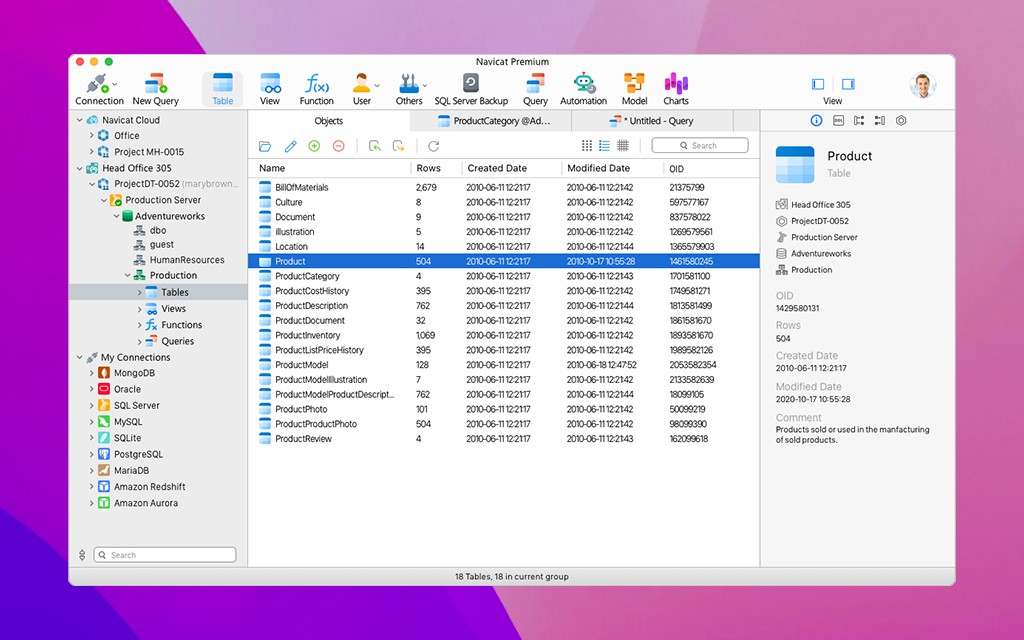 Navicat Premium
Connection New Query Table View Function User Others SQL Server Backup Query Automation Model Charts View
Objects ProductCategory @Ad... * Untitled - Query
Search
Navicat Cloud
Office
Project MH-0015
Head Office 305
ProjectDT-0052 (marybrown...
Production Server
Adventureworks
dbo
guest
HumanResources
Production
Tables
Views
Functions
Queries
My Connections
MongoDB
Oracle
SQL Server
MySQL
SQLite
PostgreSQL
MariaDB
Amazon Redshift
Amazon Aurora
Search
Name Rows Created Date Modified Date OID
BillOfMaterials 2,679 2010-06-11 12:21:17 2010-06-11 12:21:42 21375799
Culture 8 2010-06-11 12:21:17 2010-06-11 12:21:42 597577167
Document 9 2010-06-11 12:21:17 2010-06-11 12:21:42 837578022
illustration 5 2010-06-11 12:21:17 2010-06-11 12:21:42 1269579561
Location 14 2010-06-11 12:21:17 2010-06-11 12:21:44 1365579903
Product 504 2010-06-11 12:21:17 2010-10-17 10:55:28 1461580245
ProductCategory 4 2010-06-11 12:21:17 2010-06-11 12:21:43 1701581100
ProductCostHistory 395 2010-06-11 12:21:17 2010-06-11 12:21:42 1749581271
ProductDescription 762 2010-06-11 12:21:17 2010-06-11 12:21:44 1813581499
ProductDocument 32 2010-06-11 12:21:17 2010-06-11 12:21:42 1861581670
ProductInventory 1,069 2010-06-11 12:21:17 2010-06-11 12:21:44 1893581670
ProductListPriceHistory 395 2010-06-11 12:21:17 2010-06-11 12:21:42 1989582126
ProductModel 128 2010-06-11 12:21:17 2010-06-18 12:47:52 2053582354
ProductModelIllustration 7 2010-06-11 12:21:17 2010-06-11 12:21:42 2133582639
ProductModelProductDescript... 762 2010-06-11 12:21:17 2010-06-11 12:21:42 18099105
ProductPhoto 101 2010-06-11 12:21:17 2010-06-11 12:21:42 50099219
ProductProductPhoto 504 2010-06-11 12:21:17 2010-06-11 12:21:42 98099390
ProductReview 4 2010-06-11 12:21:17 2010-06-11 12:21:43 162099618
Product
Table
Head Office 305
ProjectDT-0052
Production Server
Adventureworks
Production
OID
1429580131
Rows
504
Created Date
2010-06-11 12:21:17
Modified Date
2020-10-17 10:55:28
Comment
Products sold or used in the manfacturing
of sold products.
18 Tables, 18 in current group